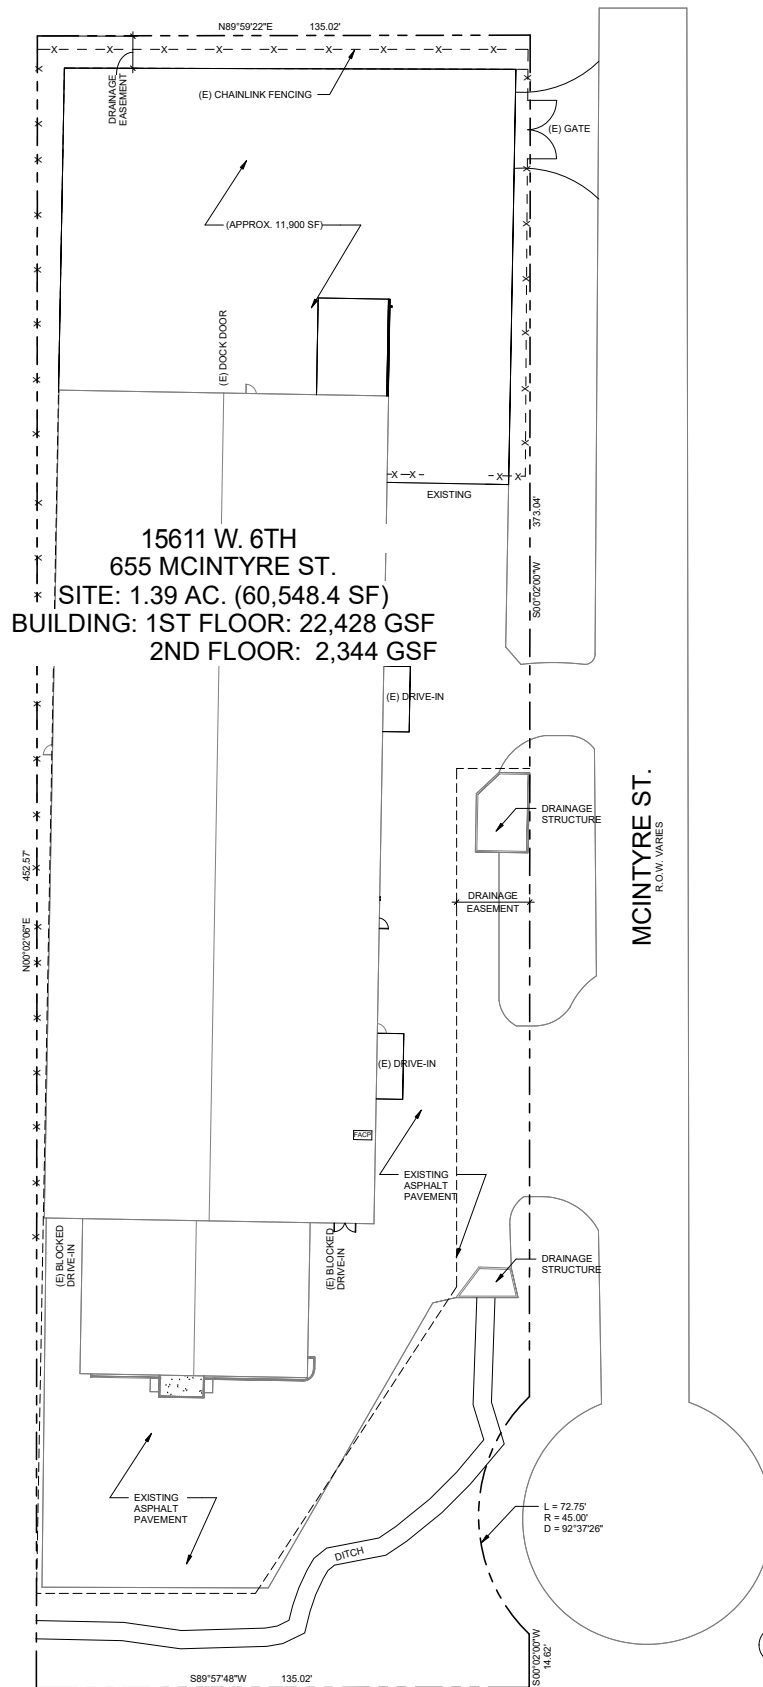 N89°59'22"E 135.02'
DRAINAGE
EASEMENT
(E) CHAINLINK FENCING
(E) GATE
(APPROX. 11,900 SF)
(E) DOCK DOOR
EXISTING
S00°02'00"W 373.04'
15611 W. 6TH
655 MCINTYRE ST.
SITE: 1.39 AC. (60,548.4 SF)
BUILDING: 1ST FLOOR: 22,428 GSF
2ND FLOOR: 2,344 GSF
(E) DRIVE-IN
DRAINAGE
STRUCTURE
MCINTYRE ST.
R.O.W. VARIES
N00°02'06"E 452.57'
DRAINAGE
EASEMENT
(E) DRIVE-IN
FACP
EXISTING
ASPHALT
PAVEMENT
(E) BLOCKED
DRIVE-IN
(E) BLOCKED
DRIVE-IN
DRAINAGE
STRUCTURE
EXISTING
ASPHALT
PAVEMENT
L = 72.75'
R = 45.00'
D = 92°37'26"
DITCH
S00°02'00"W
14.62'
S89°57'48"W 135.02'